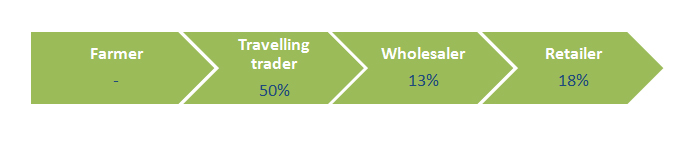 Farmer
-
Travelling
trader
50%
Wholesaler
13%
Retailer
18%